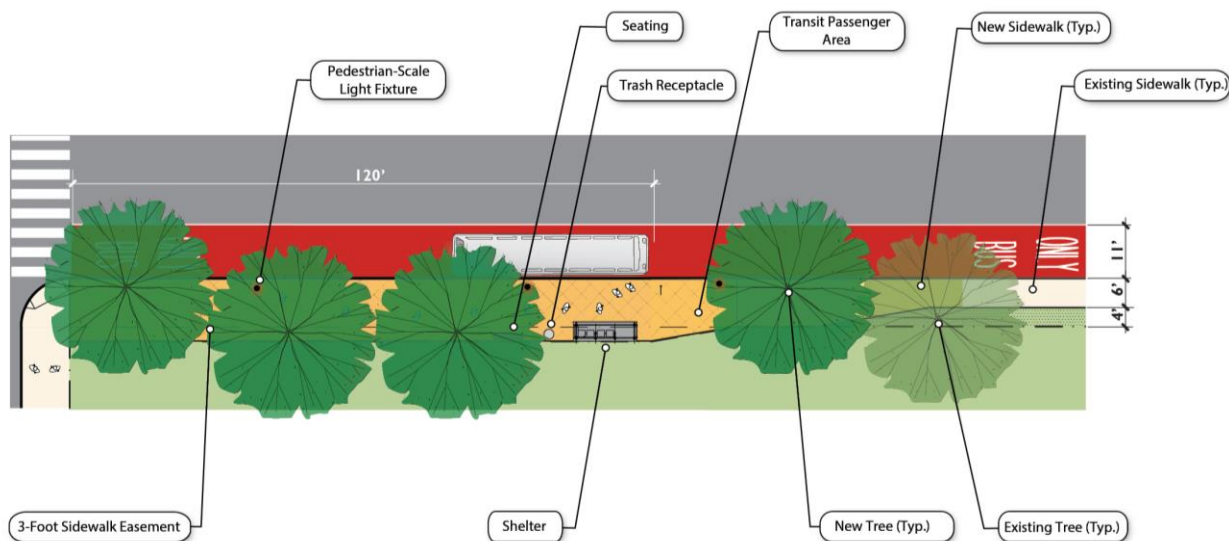 Seating
Transit Passenger
Area
New Sidewalk (Typ.)
Pedestrian-Scale
Light Fixture
Trash Receptacle
Existing Sidewalk (Typ.)
120'
11'
6'
4'
ONLY
BUS
3-Foot Sidewalk Easement
Shelter
New Tree (Typ.)
Existing Tree (Typ.)